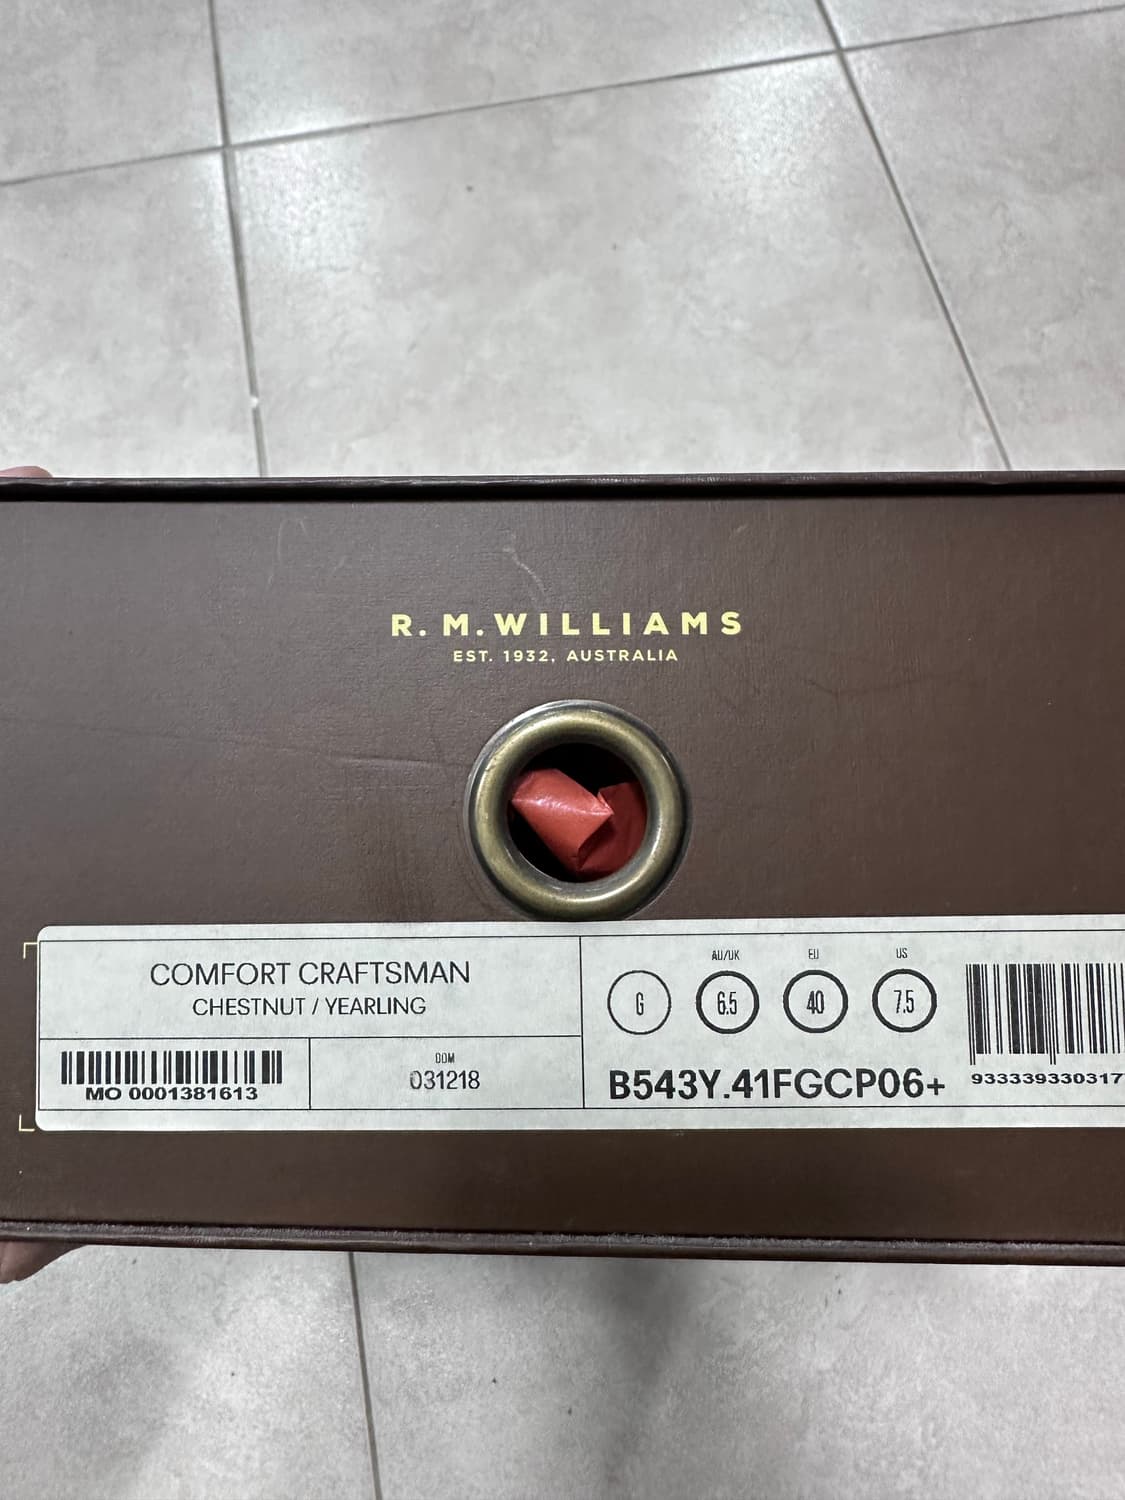 R. M. WILLIAMS
EST. 1932, AUSTRALIA
COMFORT CRAFTSMAN
CHESTNUT / YEARLING
MO 0001381613
DOM
031218
G
AU/UK
6.5
EU
40
US
7.5
B543Y.41FGCP06+
933339330317